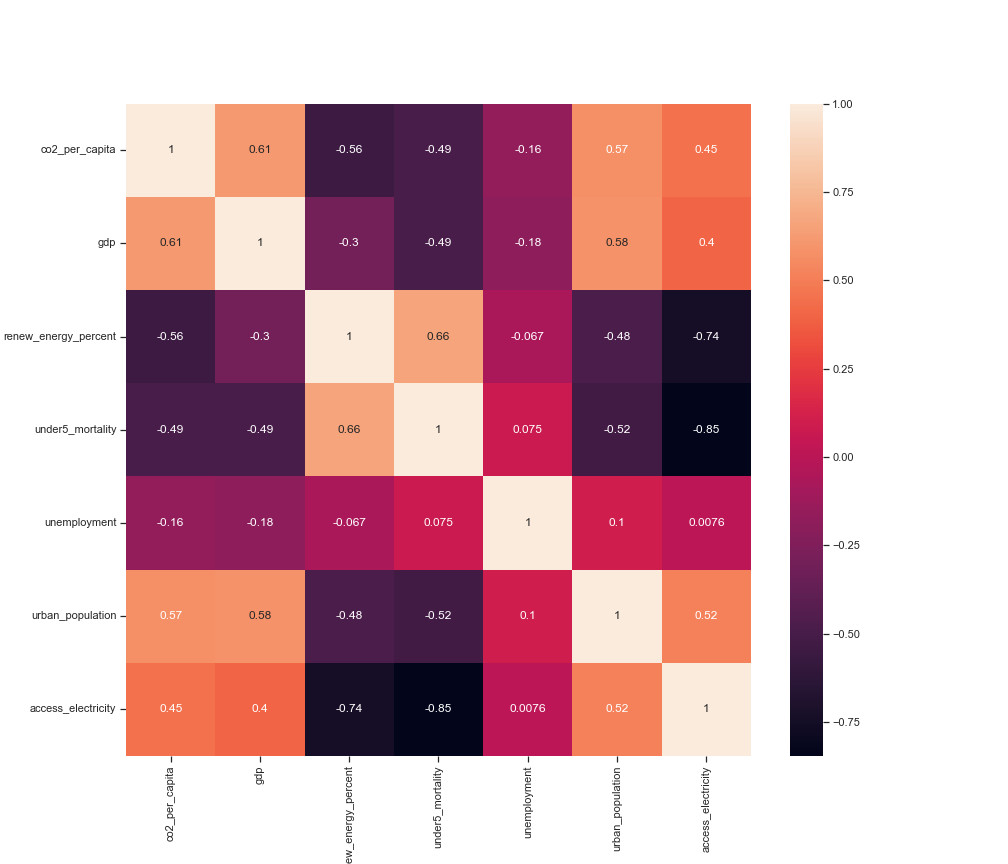 1.00
co2_per_capita 1 0.61 -0.56 -0.49 -0.16 0.57 0.45
0.75
gdp 0.61 1 -0.3 -0.49 -0.18 0.58 0.4
0.50
renew_energy_percent -0.56 -0.3 1 0.66 -0.067 -0.48 -0.74
0.25
under5_mortality -0.49 -0.49 0.66 1 0.075 -0.52 -0.85
0.00
unemployment -0.16 -0.18 -0.067 0.075 1 0.1 0.0076
−0.25
urban_population 0.57 0.58 -0.48 -0.52 0.1 1 0.52
−0.50
access_electricity 0.45 0.4 -0.74 -0.85 0.0076 0.52 1
−0.75
co2_per_capita
gdp
ew_energy_percent
under5_mortality
unemployment
urban_population
access_electricity